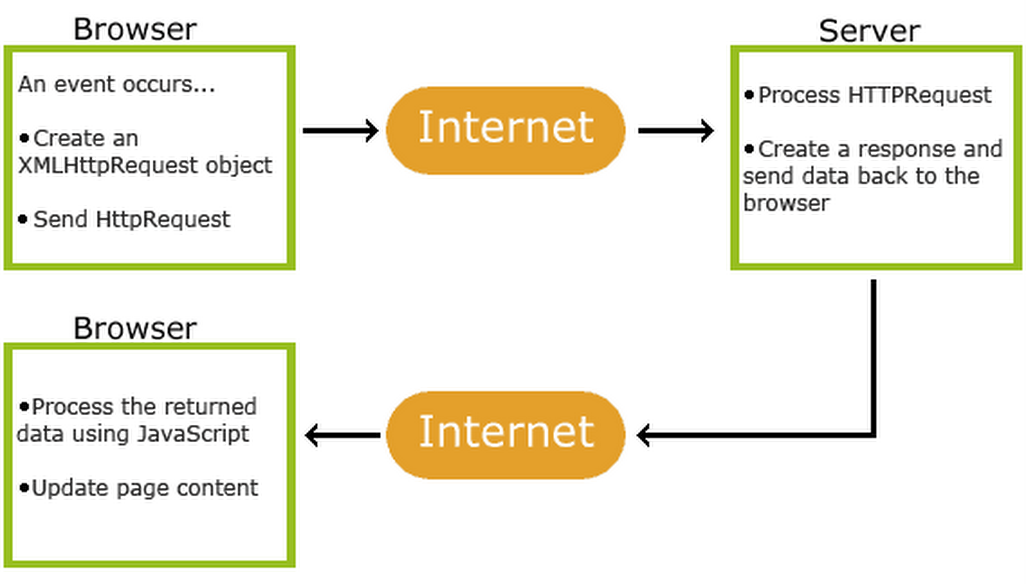 Browser
An event occurs...
•Create an
XMLHttpRequest object
• Send HttpRequest
Internet
Server
•Process HTTPRequest
•Create a response and
send data back to the
browser
Browser
•Process the returned
data using JavaScript
•Update page content
Internet